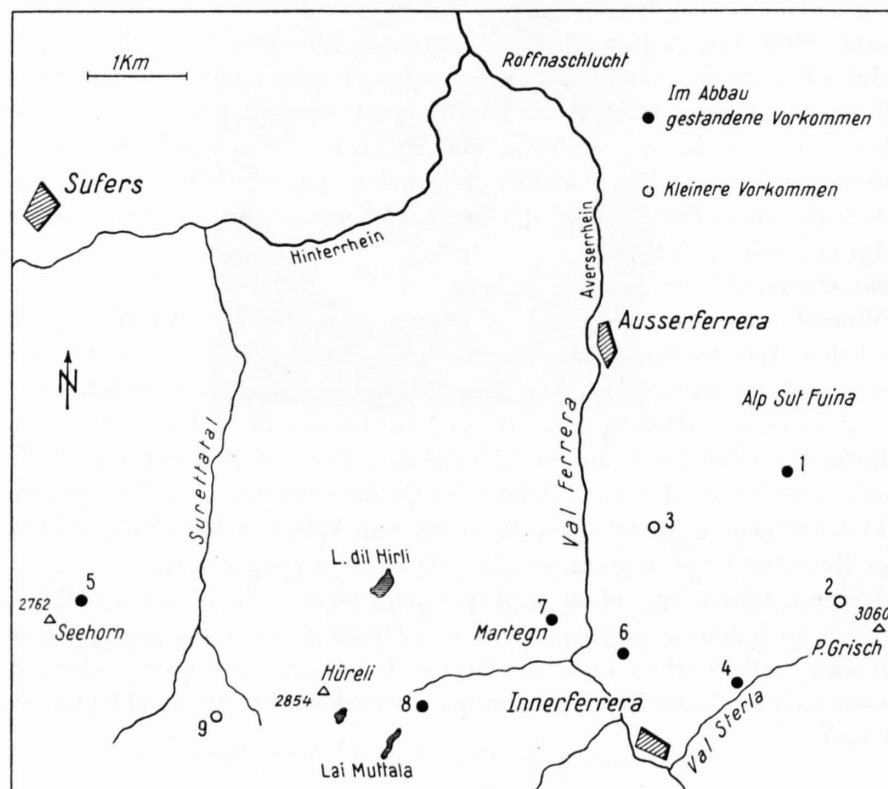 1Km
Roffnaschlucht
Im Abbau
gestandene Vorkommen
Kleinere Vorkommen
Sufers
Hinterrhein
Averserrhein
Ausserferrera
N
Alp Sut Fuina
1
Surettatal
Val Ferrera
3
L. dil Hirli
5
2762
Seehorn
7
Martegn
6
2
3060
P. Grisch
4
Hüreli
2854
8
9
Innerferrera
Val Sterla
Lai Muttala